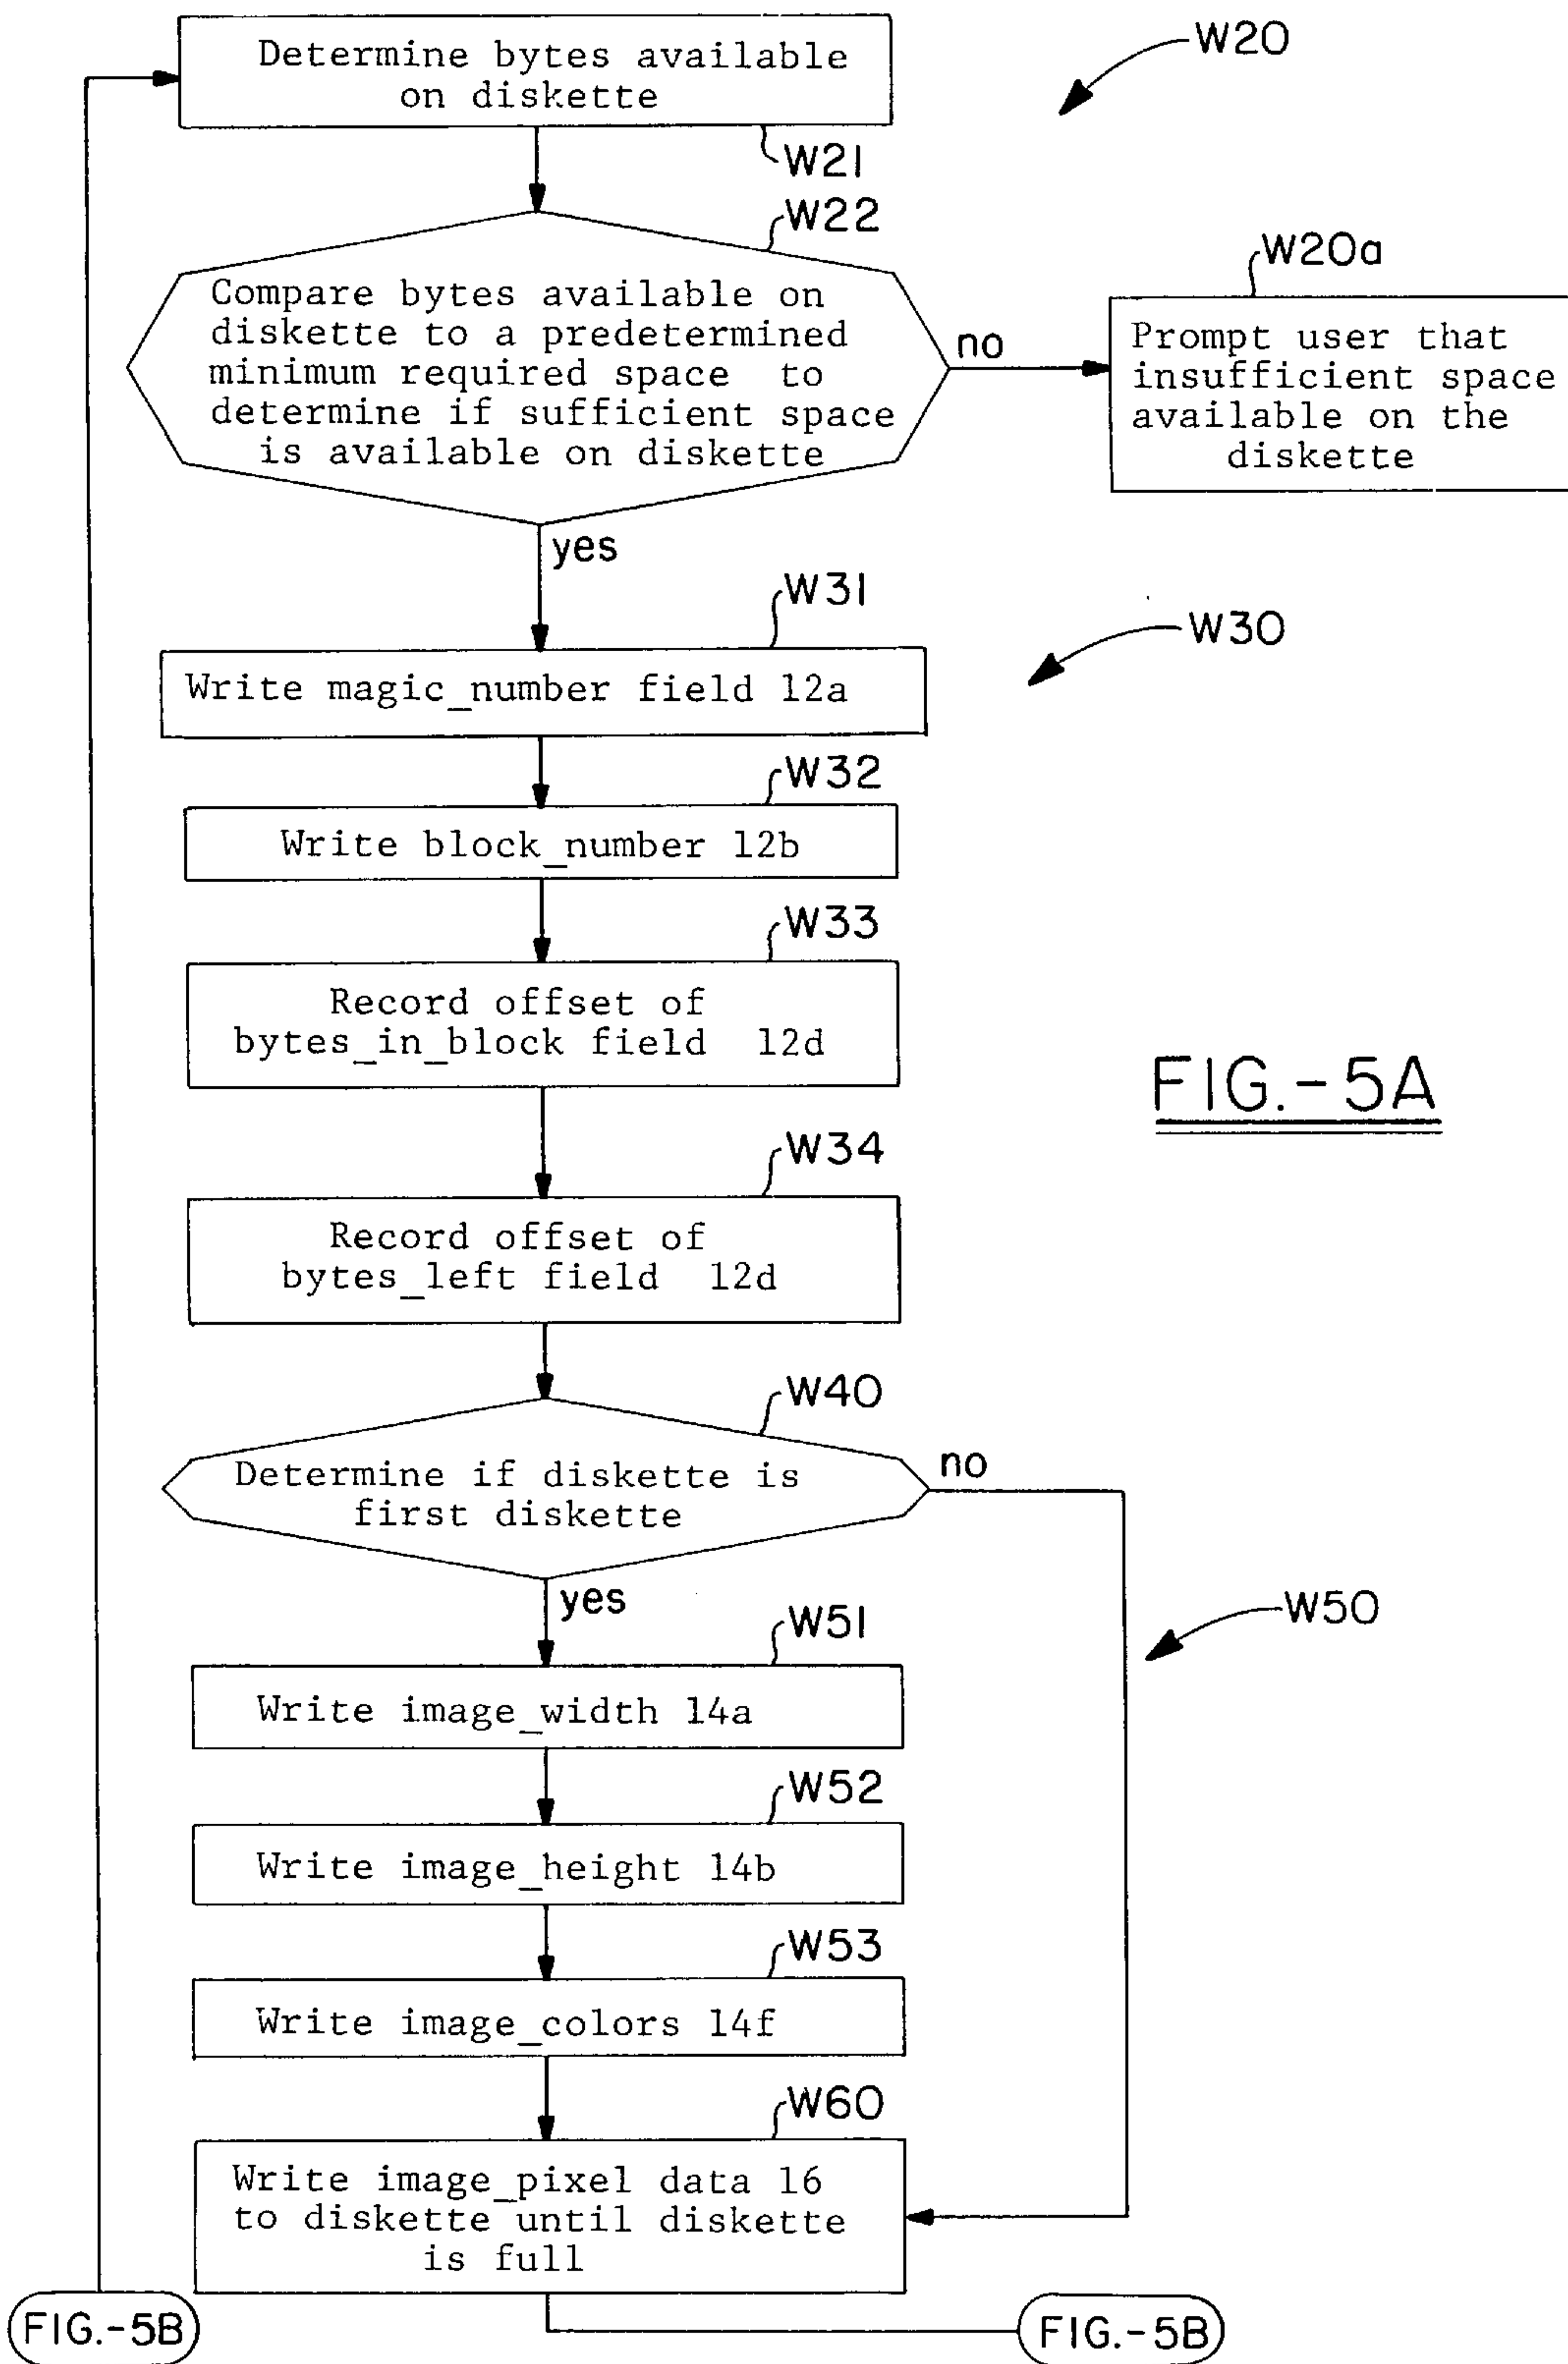 Determine bytes available
on diskette
W20
W21
W22
Compare bytes available on
diskette to a predetermined
minimum required space to
determine if sufficient space
is available on diskette
no
W20a
Prompt user that
insufficient space
available on the
diskette
yes
W31
W30
Write magic_number field 12a
W32
Write block_number 12b
W33
Record offset of
bytes_in_block field 12d
FIG.-5A
W34
Record offset of
bytes_left field 12d
W40
Determine if diskette is
first diskette
no
yes
W50
W51
Write image_width 14a
W52
Write image_height 14b
W53
Write image_colors 14f
W60
Write image_pixel data 16
to diskette until diskette
is full
FIG.-5B
FIG.-5B